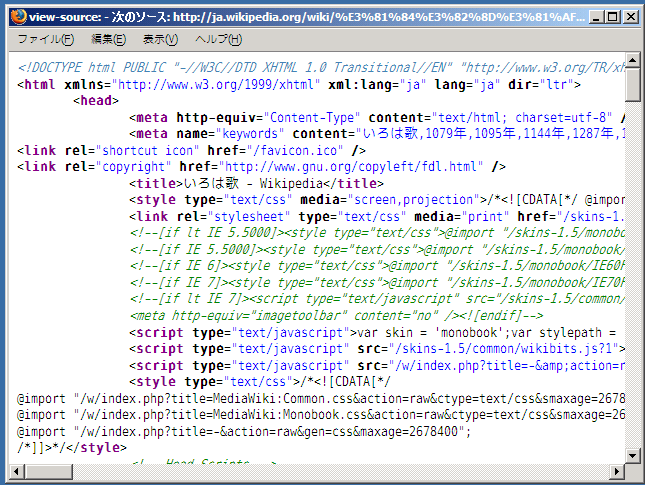 view-source: - 次のソース: http://ja.wikipedia.org/wiki/%E3%81%84%E3%82%8D%E3%81%AF...
ファイル(F) 編集(E) 表示(V) ヘルプ(H)
<!DOCTYPE html PUBLIC "-//W3C//DTD XHTML 1.0 Transitional//EN" "http://www.w3.org/TR/xh
<html xmlns="http://www.w3.org/1999/xhtml" xml:lang="ja" lang="ja" dir="ltr">
<head>
<meta http-equiv="Content-Type" content="text/html; charset=utf-8" /
<meta name="keywords" content="いろは歌,1079年,1095年,1144年,1287年,1
<link rel="shortcut icon" href="/favicon.ico" />
<link rel="copyright" href="http://www.gnu.org/copyleft/fdl.html" />
<title>いろは歌 - Wikipedia</title>
<style type="text/css" media="screen,projection">/*<![CDATA[*/ @impor
<link rel="stylesheet" type="text/css" media="print" href="/skins-1.5
<!--[if lt IE 5.5000]><style type="text/css">@import "/skins-1.5/monobo
<!--[if IE 5.5000]><style type="text/css">@import "/skins-1.5/monobook/
<!--[if IE 6]><style type="text/css">@import "/skins-1.5/monobook/IE60F
<!--[if IE 7]><style type="text/css">@import "/skins-1.5/monobook/IE70F
<!--[if lt IE 7]><script type="text/javascript" src="/skins-1.5/common/
<meta http-equiv="imagetoolbar" content="no" /><![endif]-->
<script type="text/javascript">var skin = 'monobook';var stylepath =
<script type="text/javascript" src="/skins-1.5/common/wikibits.js?1">
<script type="text/javascript" src="/w/index.php?title=-&amp;action=r
<style type="text/css">/*<![CDATA[*/
@import "/w/index.php?title=MediaWiki:Common.css&action=raw&ctype=text/css&smaxage=2678
@import "/w/index.php?title=MediaWiki:Monobook.css&action=raw&ctype=text/css&smaxage=26
@import "/w/index.php?title=-&action=raw&gen=css&maxage=2678400";
/*]]>*/</style>
<!-- Head Scripts -->